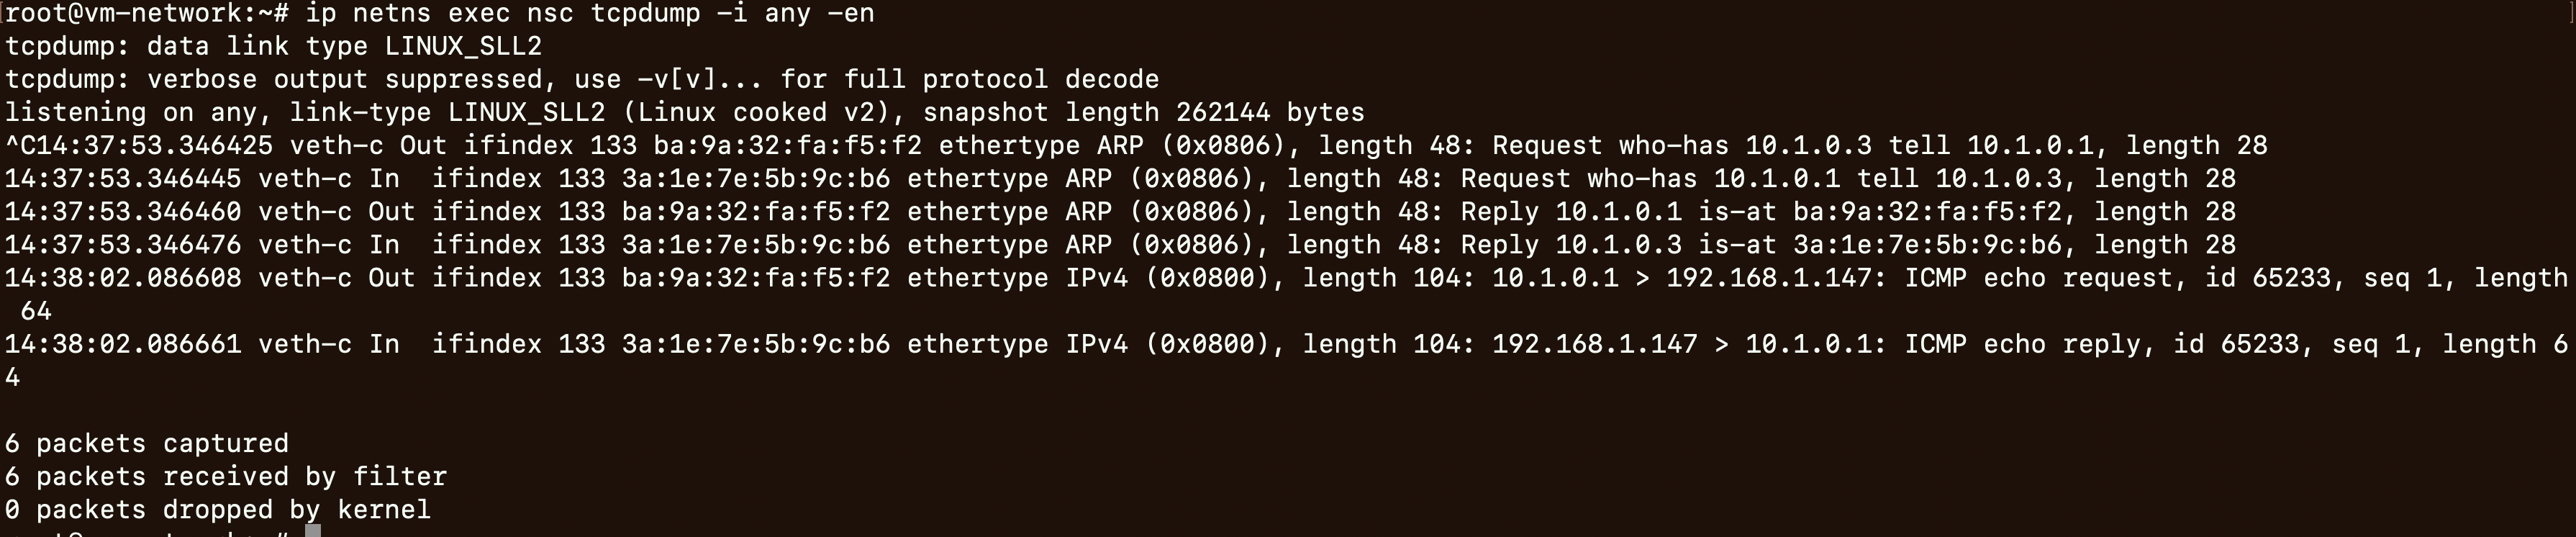 root@vm-network:~# ip netns exec nsc tcpdump -i any -en
tcpdump: data link type LINUX_SLL2
tcpdump: verbose output suppressed, use -v[v]... for full protocol decode
listening on any, link-type LINUX_SLL2 (Linux cooked v2), snapshot length 262144 bytes
^C14:37:53.346425 veth-c Out ifindex 133 ba:9a:32:fa:f5:f2 ethertype ARP (0x0806), length 48: Request who-has 10.1.0.3 tell 10.1.0.1, length 28
14:37:53.346445 veth-c In  ifindex 133 3a:1e:7e:5b:9c:b6 ethertype ARP (0x0806), length 48: Request who-has 10.1.0.1 tell 10.1.0.3, length 28
14:37:53.346460 veth-c Out ifindex 133 ba:9a:32:fa:f5:f2 ethertype ARP (0x0806), length 48: Reply 10.1.0.1 is-at ba:9a:32:fa:f5:f2, length 28
14:37:53.346476 veth-c In  ifindex 133 3a:1e:7e:5b:9c:b6 ethertype ARP (0x0806), length 48: Reply 10.1.0.3 is-at 3a:1e:7e:5b:9c:b6, length 28
14:38:02.086608 veth-c Out ifindex 133 ba:9a:32:fa:f5:f2 ethertype IPv4 (0x0800), length 104: 10.1.0.1 > 192.168.1.147: ICMP echo request, id 65233, seq 1, length
 64
14:38:02.086661 veth-c In  ifindex 133 3a:1e:7e:5b:9c:b6 ethertype IPv4 (0x0800), length 104: 192.168.1.147 > 10.1.0.1: ICMP echo reply, id 65233, seq 1, length 6
4
6 packets captured
6 packets received by filter
0 packets dropped by kernel